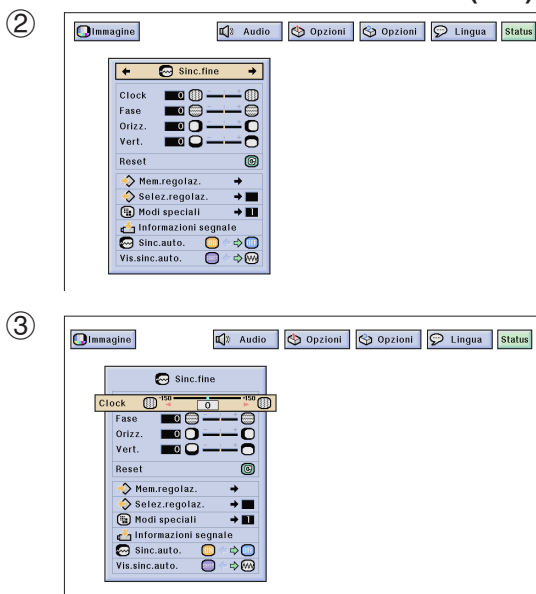 ②
Immagine Audio Opzioni Opzioni Lingua Status
Sinc.fine
Clock 0
Fase 0
Orizz. 0
Vert. 0
Reset
Mem.regolaz.
Selez.regolaz.
Modi speciali 1
Informazioni segnale
Sinc.auto.
Vis.sinc.auto.
③
Immagine Audio Opzioni Opzioni Lingua Status
Sinc.fine
Clock -150 0 +150
Fase 0
Orizz. 0
Vert. 0
Reset
Mem.regolaz.
Selez.regolaz.
Modi speciali 1
Informazioni segnale
Sinc.auto.
Vis.sinc.auto.